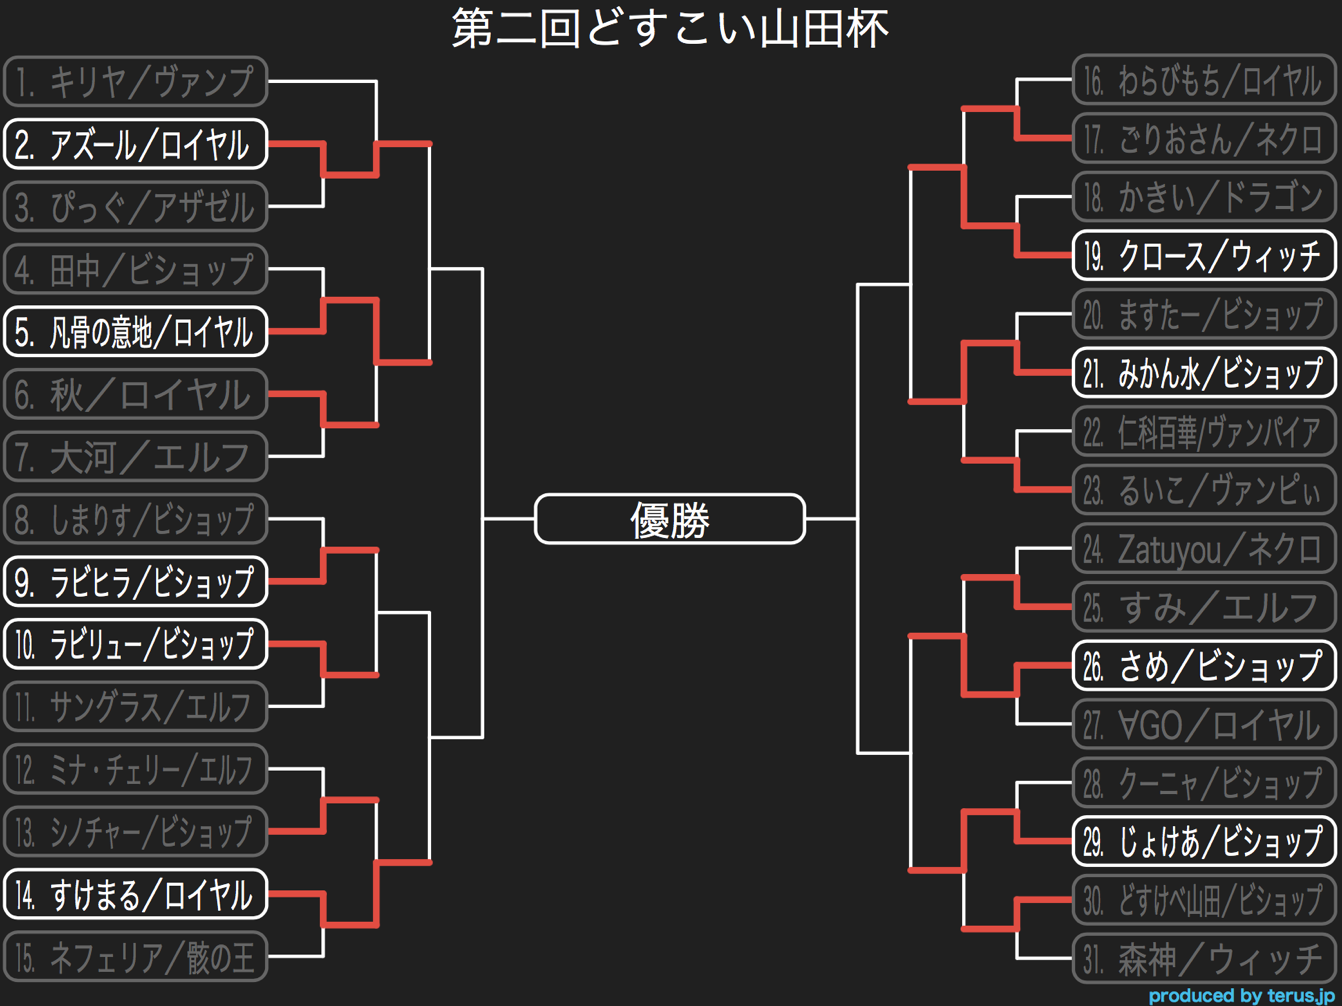 第二回どすこい山田杯
1. キリヤ／ヴァンプ
2. アズール／ロイヤル
3. ぴっぐ／アザゼル
4. 田中／ビショップ
5. 凡骨の意地／ロイヤル
6. 秋／ロイヤル
7. 大河／エルフ
8. しまりす／ビショップ
9. ラビヒラ／ビショップ
10. ラビリュー／ビショップ
11. サングラス／エルフ
12. ミナ・チェリー／エルフ
13. シノチャー／ビショップ
14. すけまる／ロイヤル
15. ネフェリア／骸の王
優勝
16. わらびもち／ロイヤル
17. ごりおさん／ネクロ
18. かきい／ドラゴン
19. クロース／ウィッチ
20. ますたー／ビショップ
21. みかん水／ビショップ
22. 仁科百華/ヴァンパイア
23. るいこ／ヴァンピぃ
24. Zatuyou／ネクロ
25. すみ／エルフ
26. さめ／ビショップ
27. ∀GO／ロイヤル
28. クーニャ／ビショップ
29. じょけあ／ビショップ
30. どすけべ山田／ビショップ
31. 森神／ウィッチ
produced by terus.jp